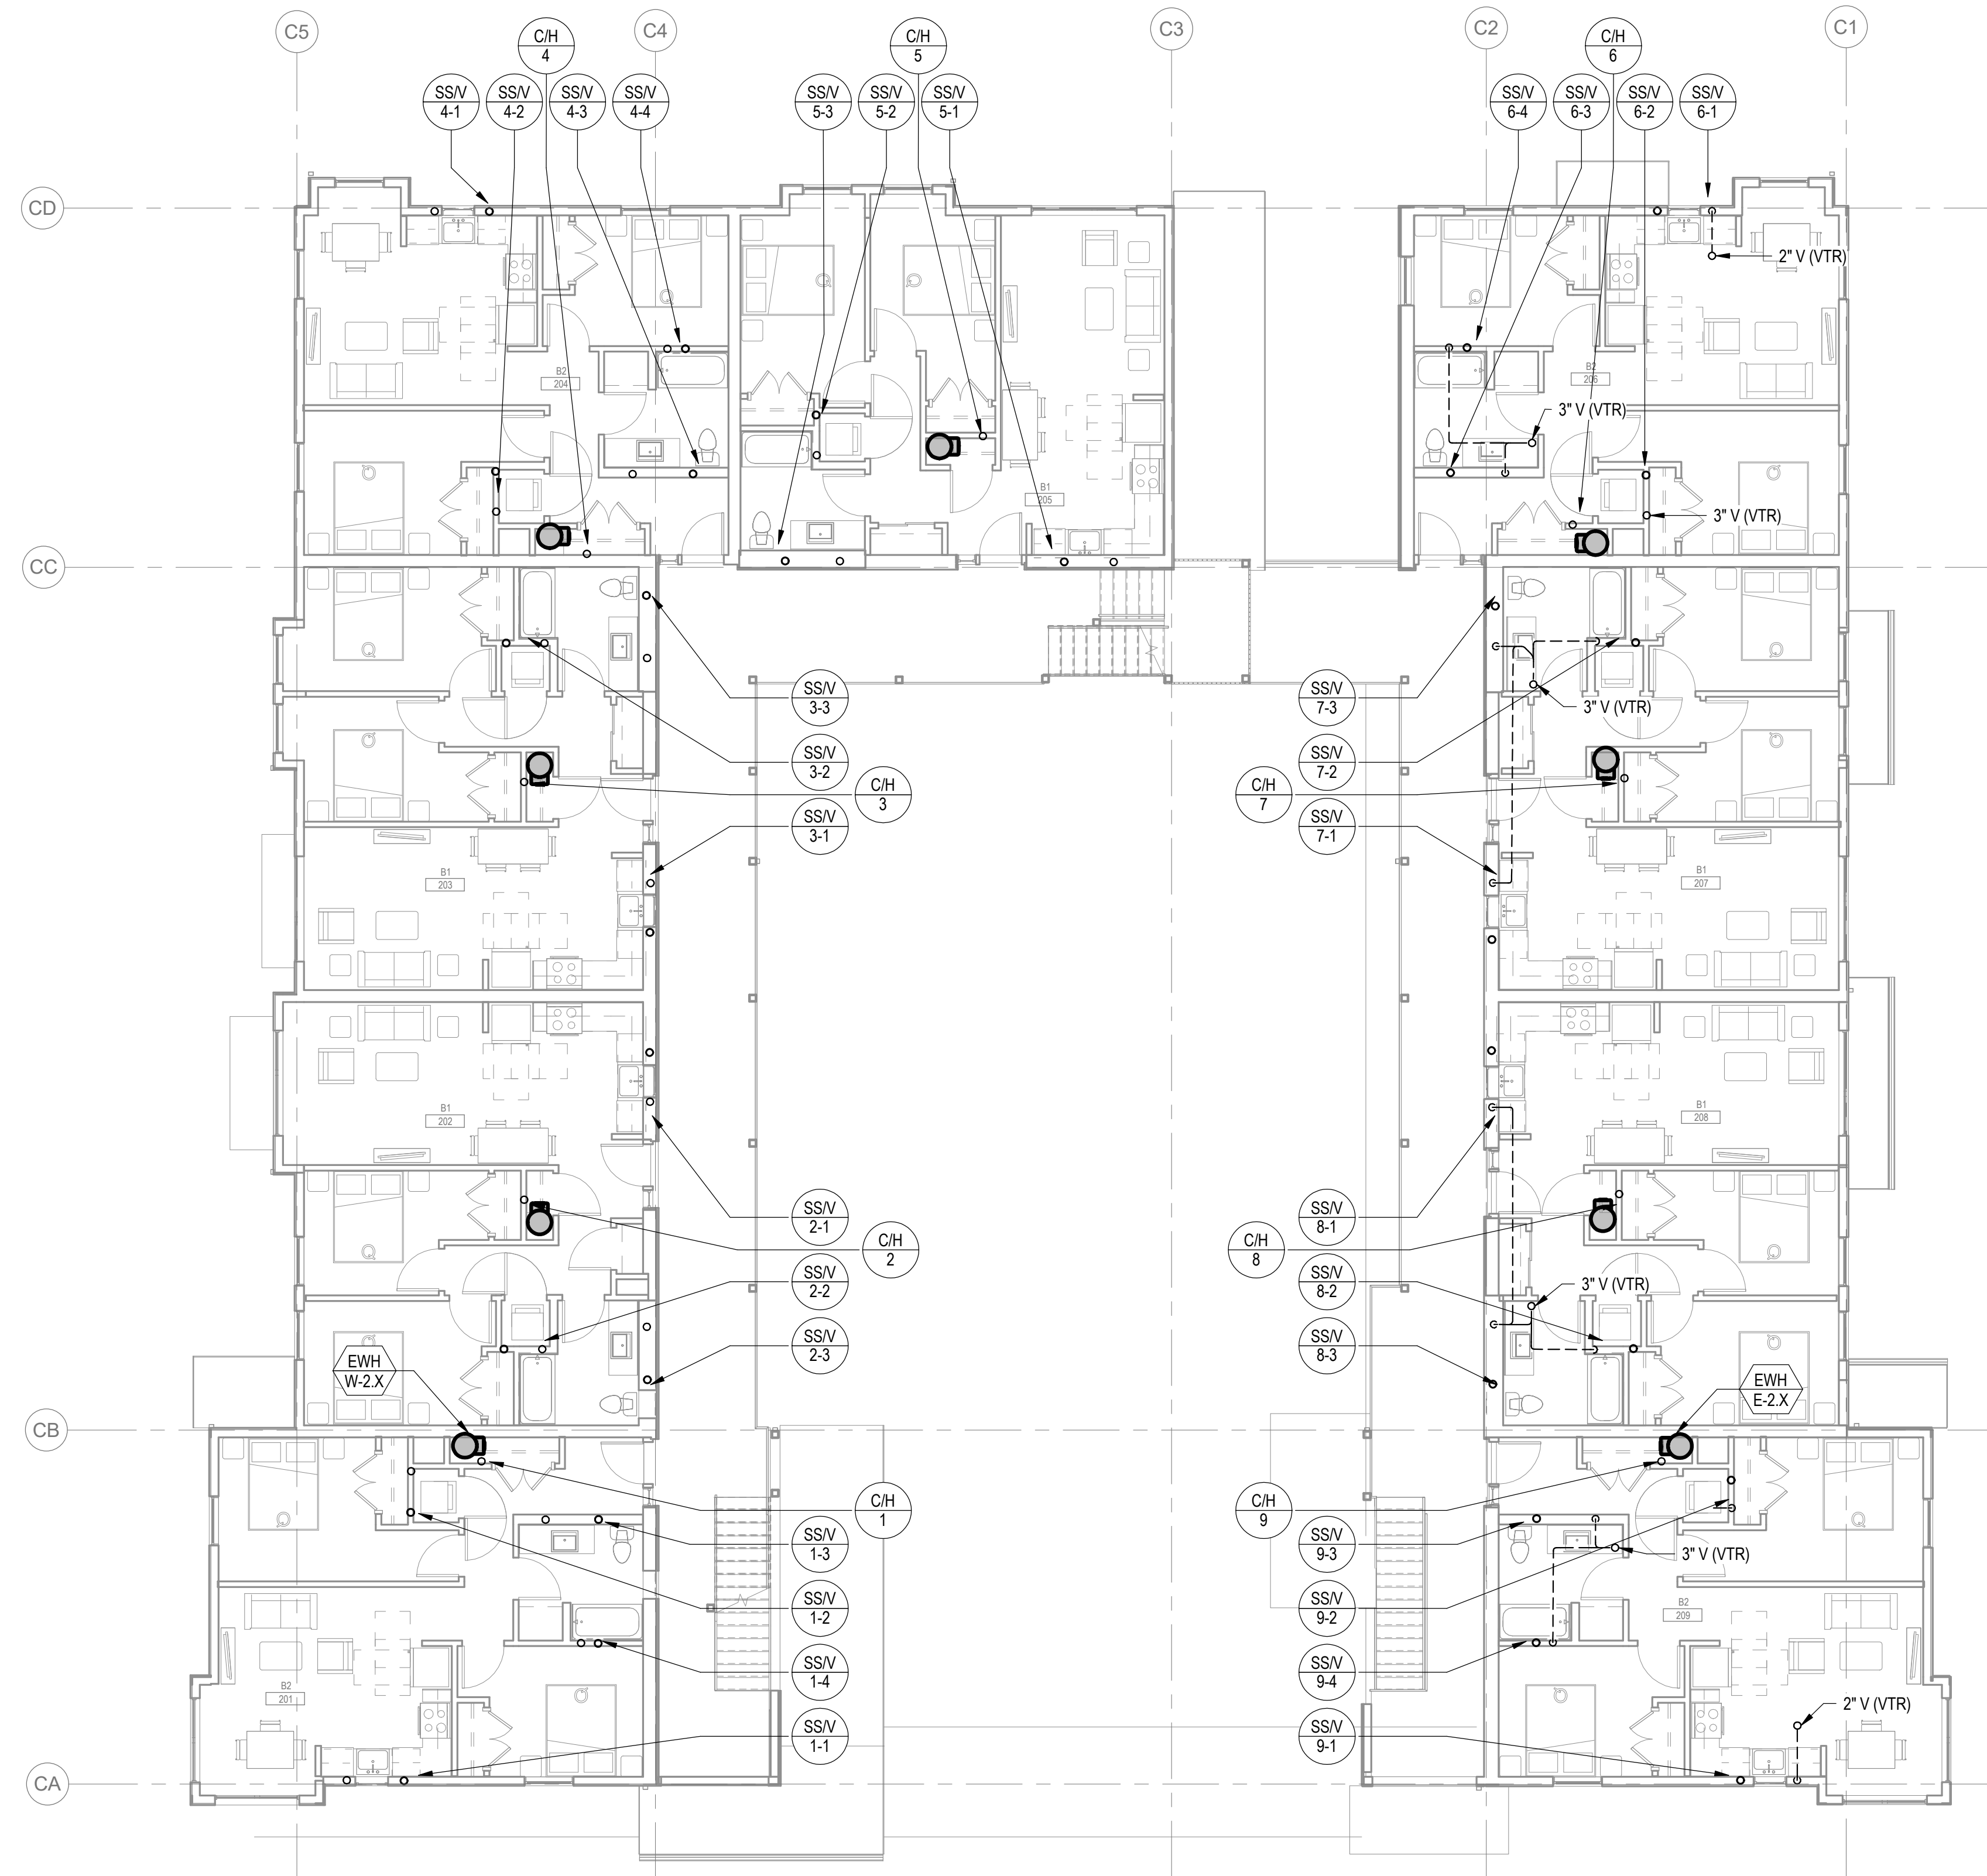 C5
C4
C3
C2
C1
C/H
4
C/H
5
C/H
6
SS/V
4-1
SS/V
4-2
SS/V
4-3
SS/V
4-4
SS/V
5-3
SS/V
5-2
SS/V
5-1
SS/V
6-4
SS/V
6-3
SS/V
6-2
SS/V
6-1
CD
2" V (VTR)
B2
204
B2
206
3" V (VTR)
B1
205
3" V (VTR)
CC
SS/V
3-3
SS/V
7-3
3" V (VTR)
SS/V
3-2
SS/V
7-2
C/H
3
C/H
7
SS/V
3-1
SS/V
7-1
B1
203
B1
207
B1
202
B1
208
SS/V
2-1
SS/V
8-1
C/H
2
C/H
8
SS/V
2-2
SS/V
8-2
3" V (VTR)
SS/V
2-3
SS/V
8-3
EWH
W-2.X
EWH
E-2.X
CB
C/H
1
C/H
9
SS/V
1-3
SS/V
9-3
3" V (VTR)
SS/V
1-2
SS/V
9-2
B2
209
SS/V
1-4
SS/V
9-4
B2
201
2" V (VTR)
SS/V
1-1
SS/V
9-1
CA